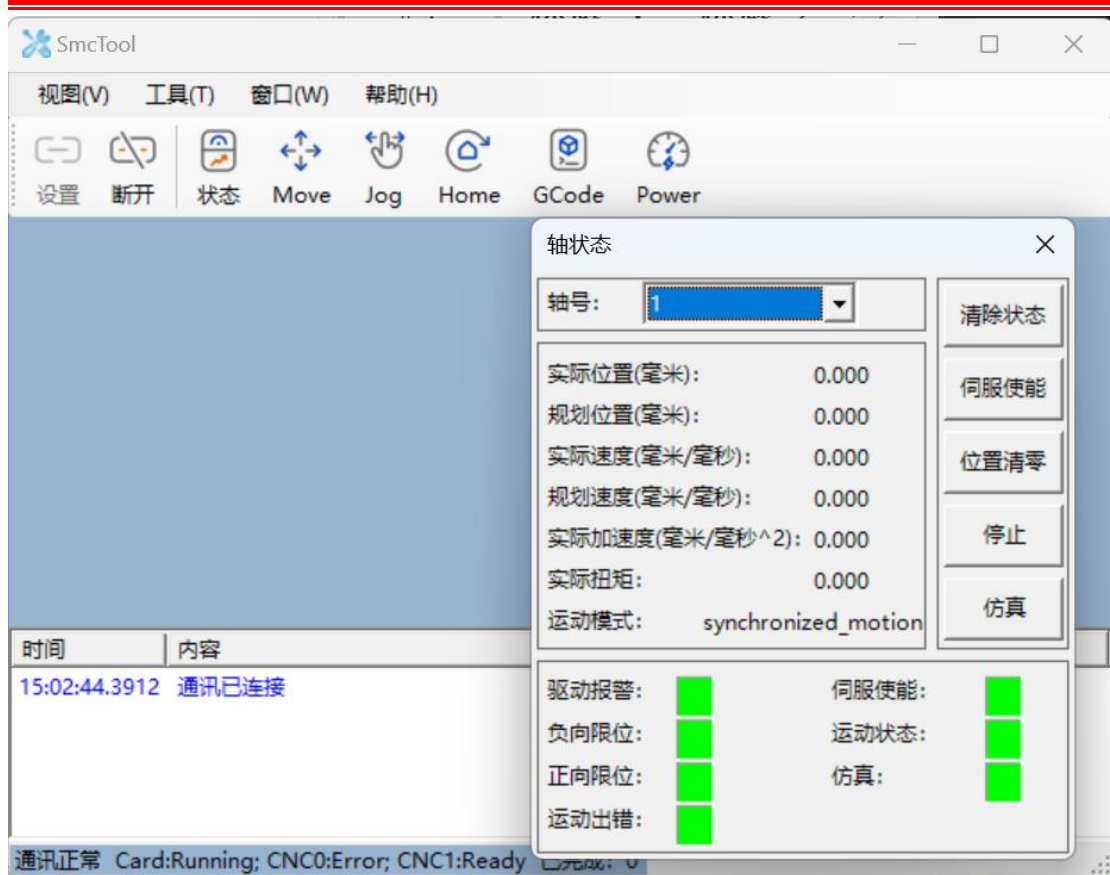 SmcTool
视图(V) 工具(T) 窗口(W) 帮助(H)
设置 断开 状态 Move Jog Home GCode Power
轴状态
轴号: 1
清除状态
实际位置(毫米): 0.000
伺服使能
规划位置(毫米): 0.000
实际速度(毫米/毫秒): 0.000
位置清零
规划速度(毫米/毫秒): 0.000
实际加速度(毫米/毫秒^2): 0.000
停止
实际扭矩: 0.000
仿真
运动模式: synchronized_motion
时间 内容
15:02:44.3912 通讯已连接
驱动报警: 伺服使能:
负向限位: 运动状态:
正向限位: 仿真:
运动出错:
通讯正常 Card:Running; CNC0:Error; CNC1:Ready 已完成: 0